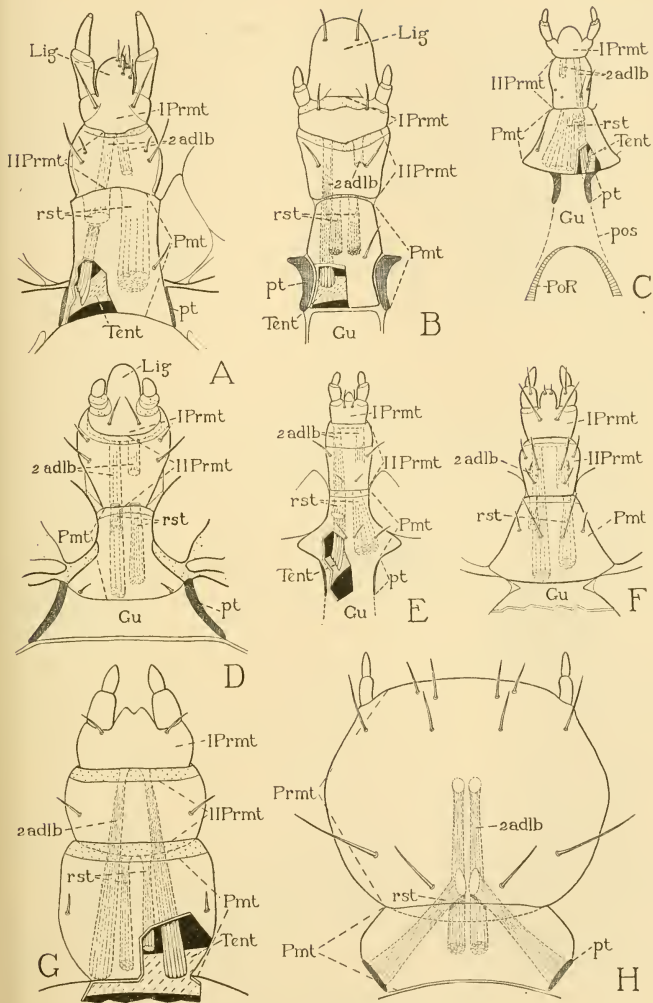 Lig
IPrmt
2adlb
IIPrmt
rst
Pmt
pt
Tent
A
Lig
IPrmt
2adlb
IIPrmt
rst
Pmt
pt
Tent
Gu
B
IPrmt
IIPrmt
2adlb
rst
Pmt
Tent
pt
Gu
pos
PoR
C
Lig
IPrmt
2adlb
IIPrmt
Pmt
rst
Gu
pt
D
IPrmt
2adlb
IIPrmt
rst
Pmt
Tent
pt
Gu
E
IPrmt
2adlb
IIPrmt
rst
Pmt
Gu
F
IPrmt
2adlb
IIPrmt
rst
Pmt
Tent
G
Prmt
2adlb
rst
Pmt
pt
H